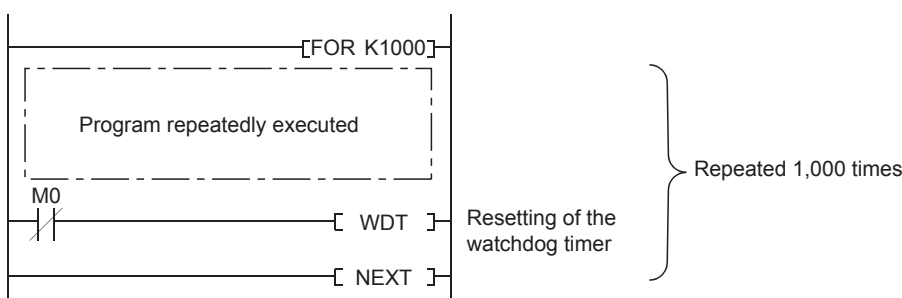 [FOR K1000]
Program repeatedly executed
Repeated 1,000 times
M0
[ WDT ]
Resetting of the
watchdog timer
[ NEXT ]